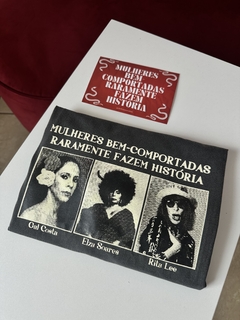 MULHERES
BEM
COMPORTADAS
RARAMENTE
FAZEM
HISTÓRIA
MULHERES BEM-COMPORTADAS
RARAMENTE FAZEM HISTÓRIA
Gal Costa
Elza Soares
Rita Lee